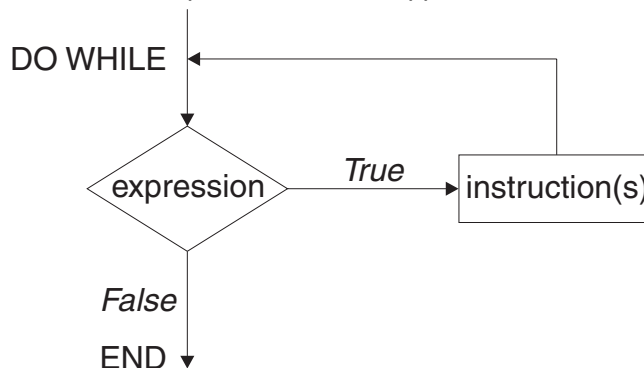 DO WHILE
expression
True
instruction(s)
False
END